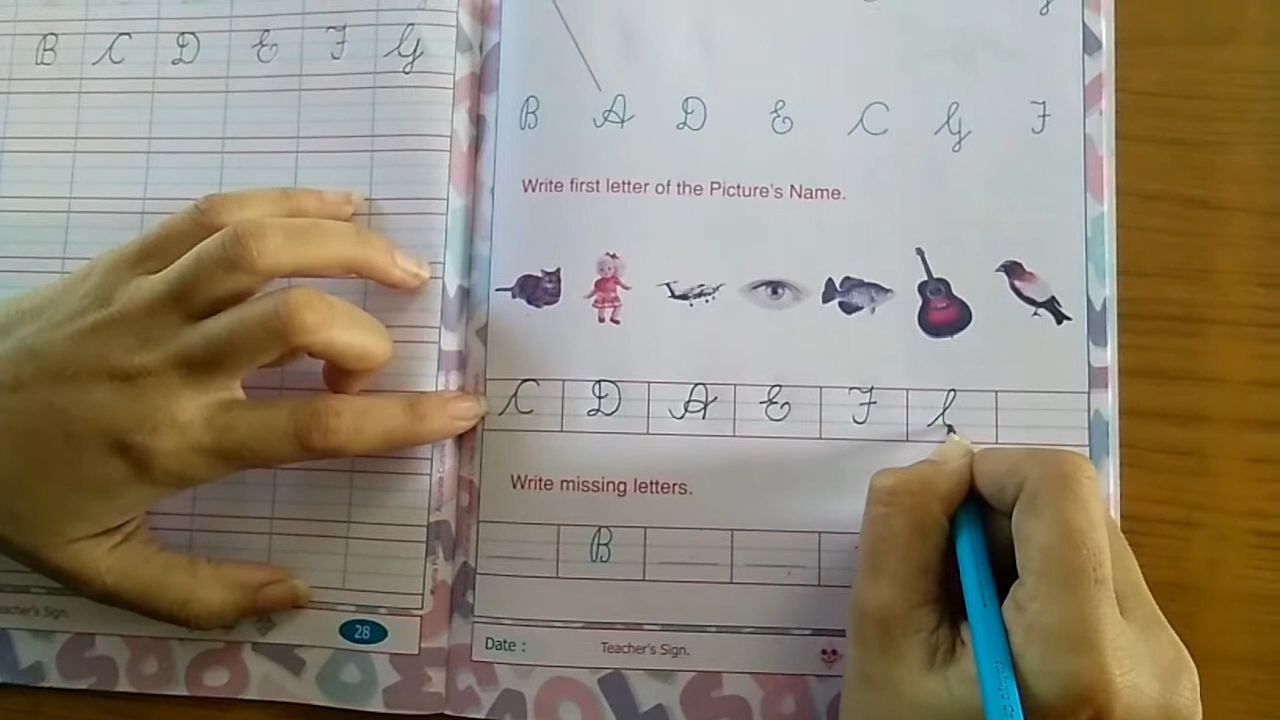 B C D E F G
B A D E C G F
Write first letter of the Picture's Name.
C D A E F
Write missing letters.
B
Teacher's Sign.
28
Date :
Teacher's Sign.